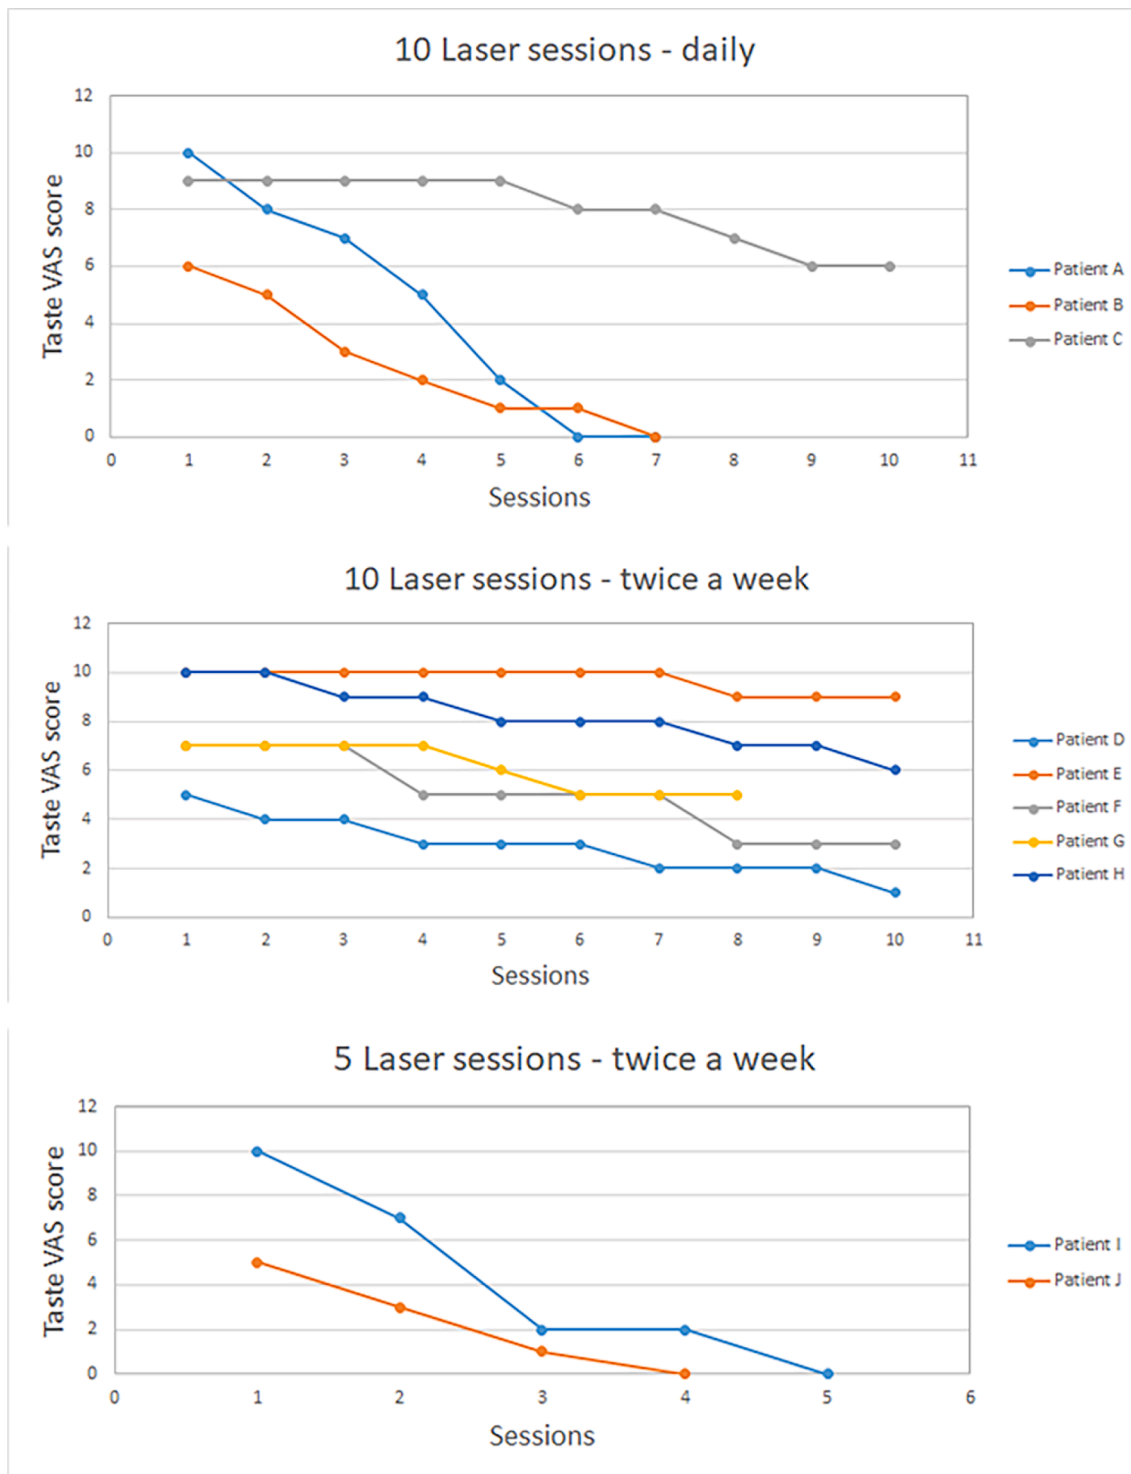 10 Laser sessions - daily
12
10
8
6
4
2
0
Taste VAS score
0 1 2 3 4 5 6 7 8 9 10 11
Sessions
Patient A
Patient B
Patient C
10 Laser sessions - twice a week
12
10
8
6
4
2
0
Taste VAS score
0 1 2 3 4 5 6 7 8 9 10 11
Sessions
Patient D
Patient E
Patient F
Patient G
Patient H
5 Laser sessions - twice a week
12
10
8
6
4
2
0
Taste VAS score
0 1 2 3 4 5 6
Sessions
Patient I
Patient J